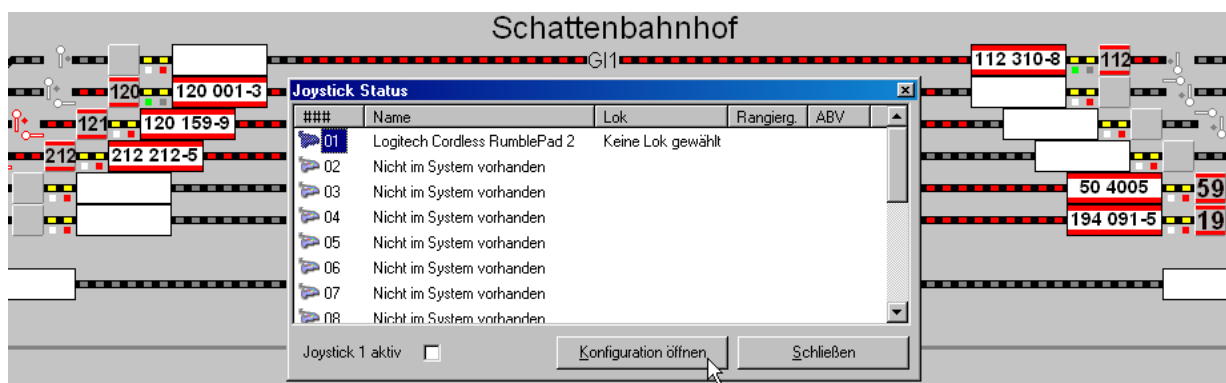 Schattenbahnhof
Gl1
112 310-8 112
120 120 001-3
121 120 159-9
212 212 212-5
50 4005 59
194 091-5 19
Joystick Status
### Name Lok Rangierg. ABV
01 Logitech Cordless RumblePad 2 Keine Lok gewählt
02 Nicht im System vorhanden
03 Nicht im System vorhanden
04 Nicht im System vorhanden
05 Nicht im System vorhanden
06 Nicht im System vorhanden
07 Nicht im System vorhanden
08 Nicht im System vorhanden
Joystick 1 aktiv Konfiguration öffnen Schließen